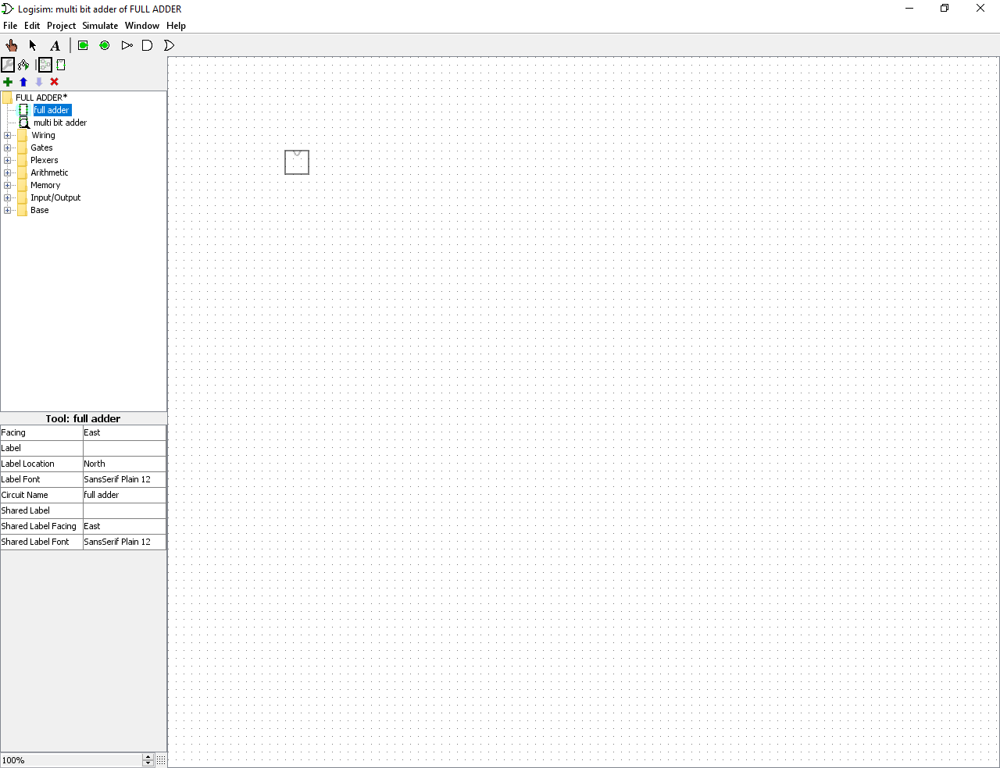 Logisim: multi bit adder of FULL ADDER
File Edit Project Simulate Window Help
A
FULL ADDER*
full adder
multi bit adder
Wiring
Gates
Plexers
Arithmetic
Memory
Input/Output
Base
Tool: full adder
Facing East
Label
Label Location North
Label Font SansSerif Plain 12
Circuit Name full adder
Shared Label
Shared Label Facing East
Shared Label Font SansSerif Plain 12
100%